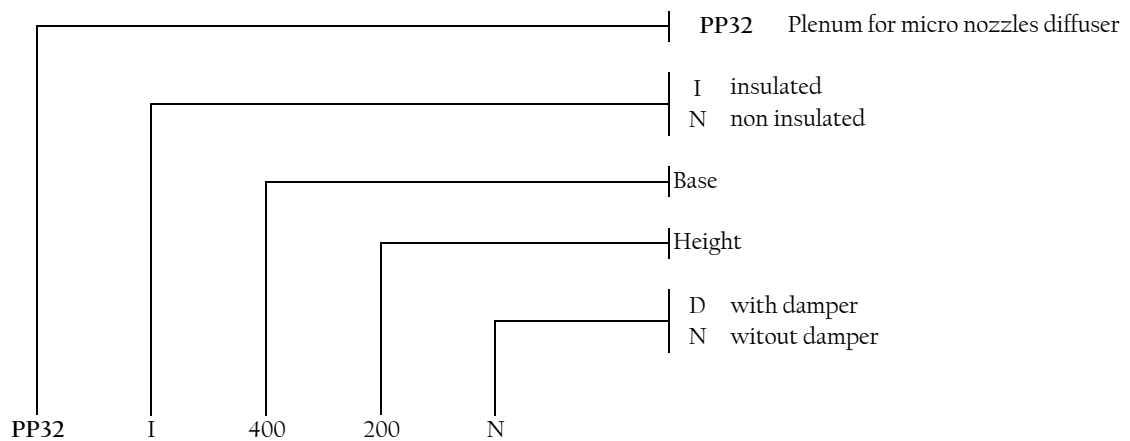 PP32 Plenum for micro nozzles diffuser
I insulated
N non insulated
Base
Height
D with damper
N witout damper
PP32 I 400 200 N